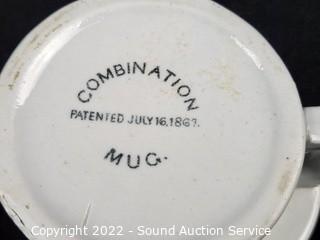 COMBINATION
PATENTED JULY 16, 1867.
MUG.
Copyright 2022 - Sound Auction Service